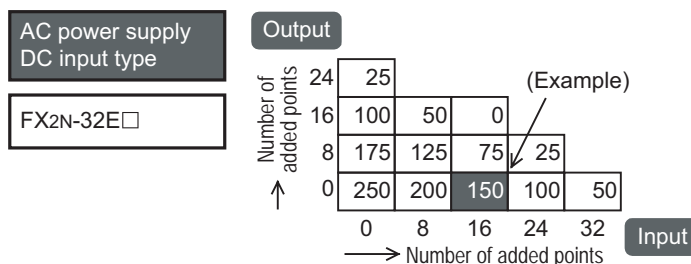 AC power supply
DC input type
FX2N-32E□
Output
Number of
added points
24 25
16 100 50 0
8 175 125 75 25
0 250 200 150 100 50
(Example)
0 8 16 24 32
Input
Number of added points